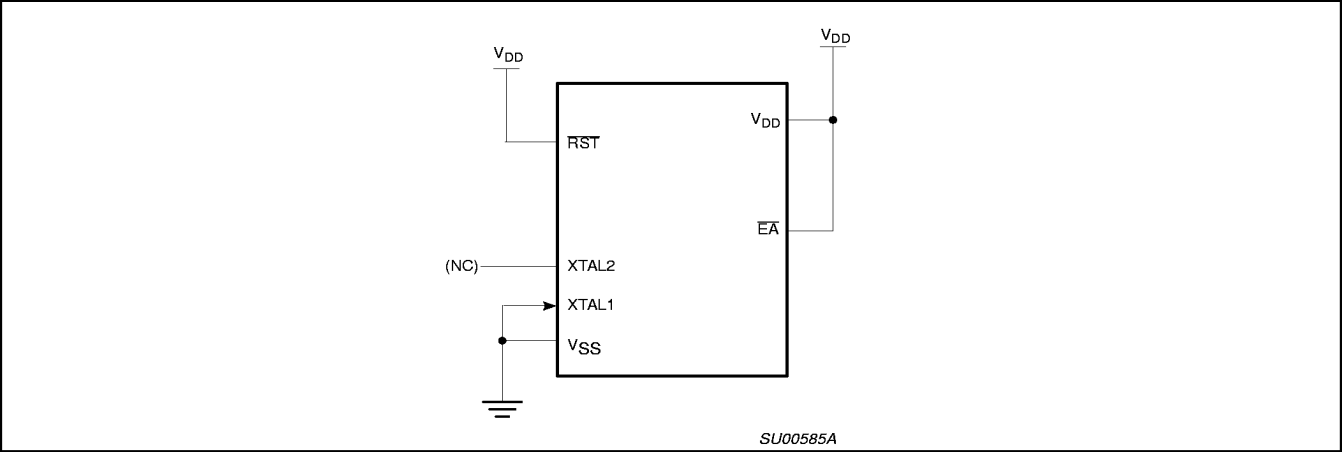 VDD
VDD
VDD
RST
EA
(NC)
XTAL2
XTAL1
VSS
SU00585A